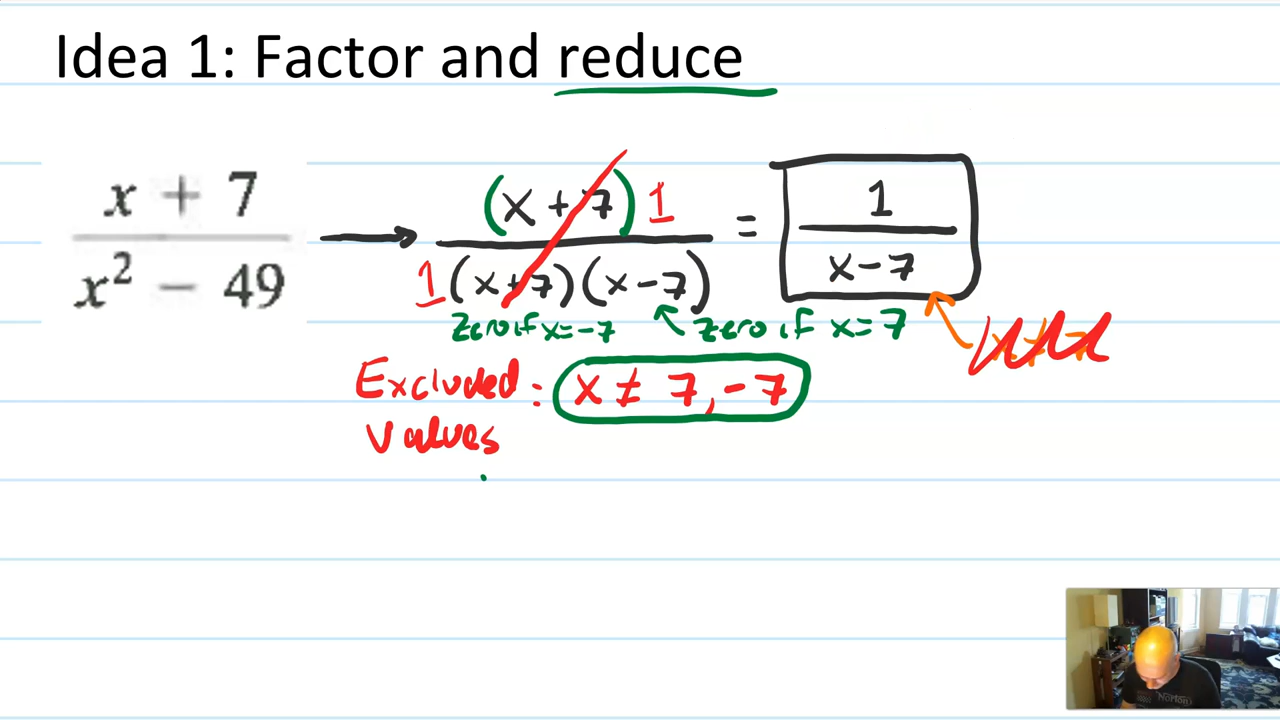 Idea 1: Factor and reduce
x + 7
x² − 49
(x + 7) 1
1 (x + 7)(x − 7)
=
1
x − 7
Zero if x = −7
Zero if x = 7
Excluded : x ≠ 7, −7
Values